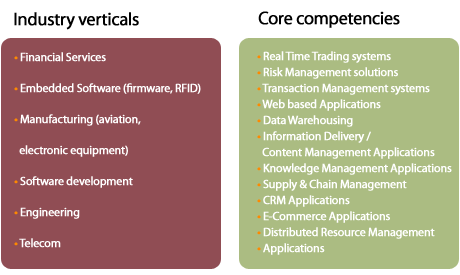 Industry verticals
• Financial Services
• Embedded Software (firmware, RFID)
• Manufacturing (aviation,
electronic equipment)
• Software development
• Engineering
• Telecom
Core competencies
• Real Time Trading systems
• Risk Management solutions
• Transaction Management systems
• Web based Applications
• Data Warehousing
• Information Delivery /
Content Management Applications
• Knowledge Management Applications
• Supply & Chain Management
• CRM Applications
• E-Commerce Applications
• Distributed Resource Management
• Applications